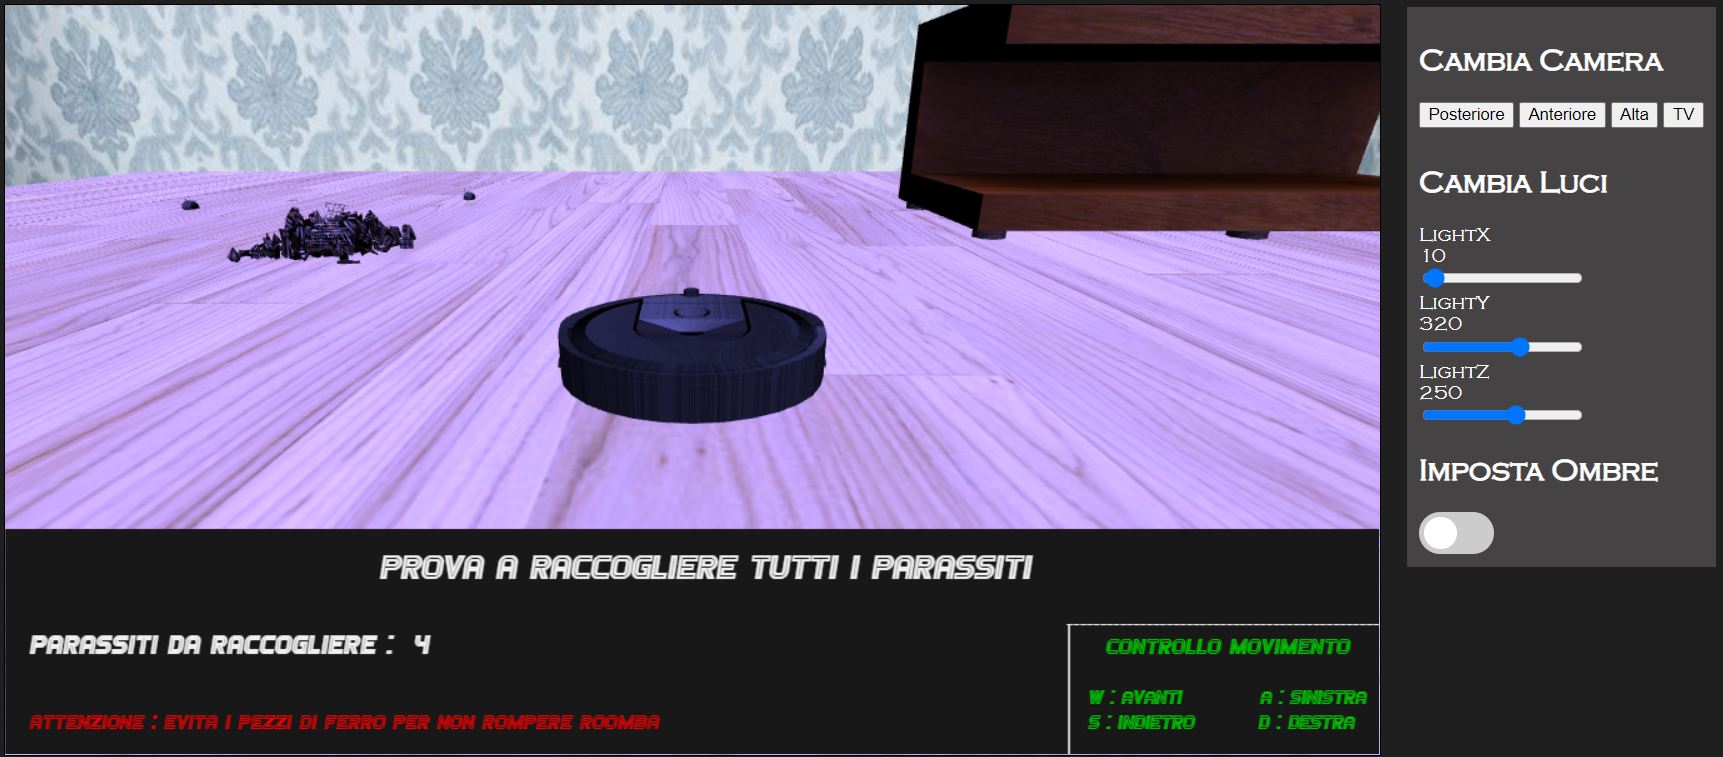 Cambia Camera
Posteriore Anteriore Alta TV
Cambia Luci
LightX
10
LightY
320
LightZ
250
Imposta Ombre
PROVA A RACCOGLIERE TUTTI I PARASSITI
PARASSITI DA RACCOGLIERE : 4
ATTENZIONE : EVITA I PEZZI DI FERRO PER NON ROMPERE ROOMBA
CONTROLLO MOVIMENTO
W : AVANTI A : SINISTRA
S : INDIETRO D : DESTRA